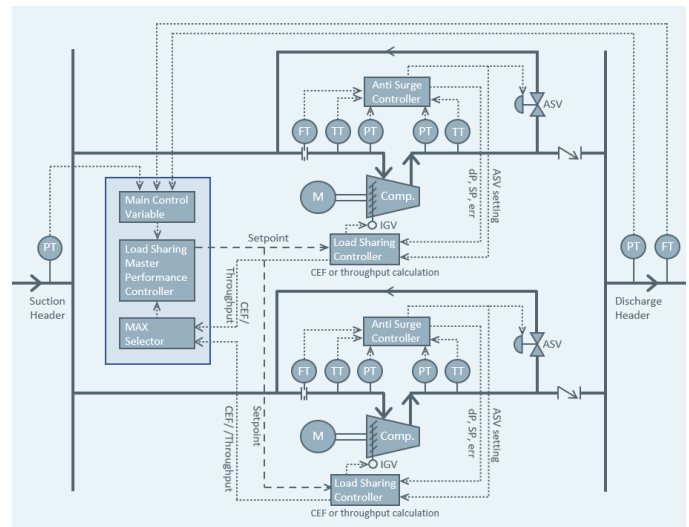 Anti Surge
Controller
ASV
FT
TT
PT
PT
TT
M
Comp.
IGV
dP, SP, err
ASV setting
Main Control
Variable
Load Sharing
Master
Performance
Controller
MAX
Selector
Setpoint
Load Sharing
Controller
CEF or throughput calculation
CEF/
Throughput
PT
Suction
Header
PT
FT
Discharge
Header
Anti Surge
Controller
ASV
FT
TT
PT
PT
TT
M
Comp.
IGV
dP, SP, err
ASV setting
Setpoint
CEF//Throughput
Load Sharing
Controller
CEF or throughput calculation